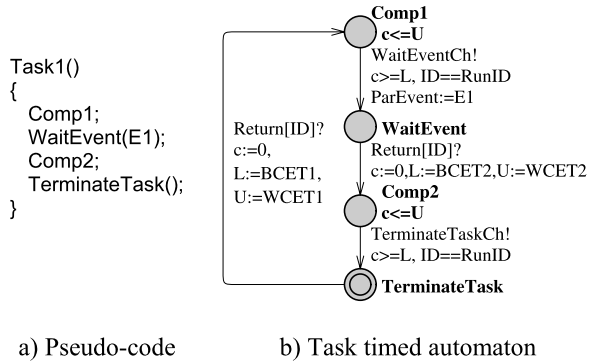 Task1()
{
Comp1;
WaitEvent(E1);
Comp2;
TerminateTask();
}
Comp1
c<=U
WaitEventCh!
c>=L, ID==RunID
ParEvent:=E1
WaitEvent
Return[ID]?
c:=0,L:=BCET2,U:=WCET2
Comp2
c<=U
TerminateTaskCh!
c>=L, ID==RunID
TerminateTask
Return[ID]?
c:=0,
L:=BCET1,
U:=WCET1
a) Pseudo-code
b) Task timed automaton